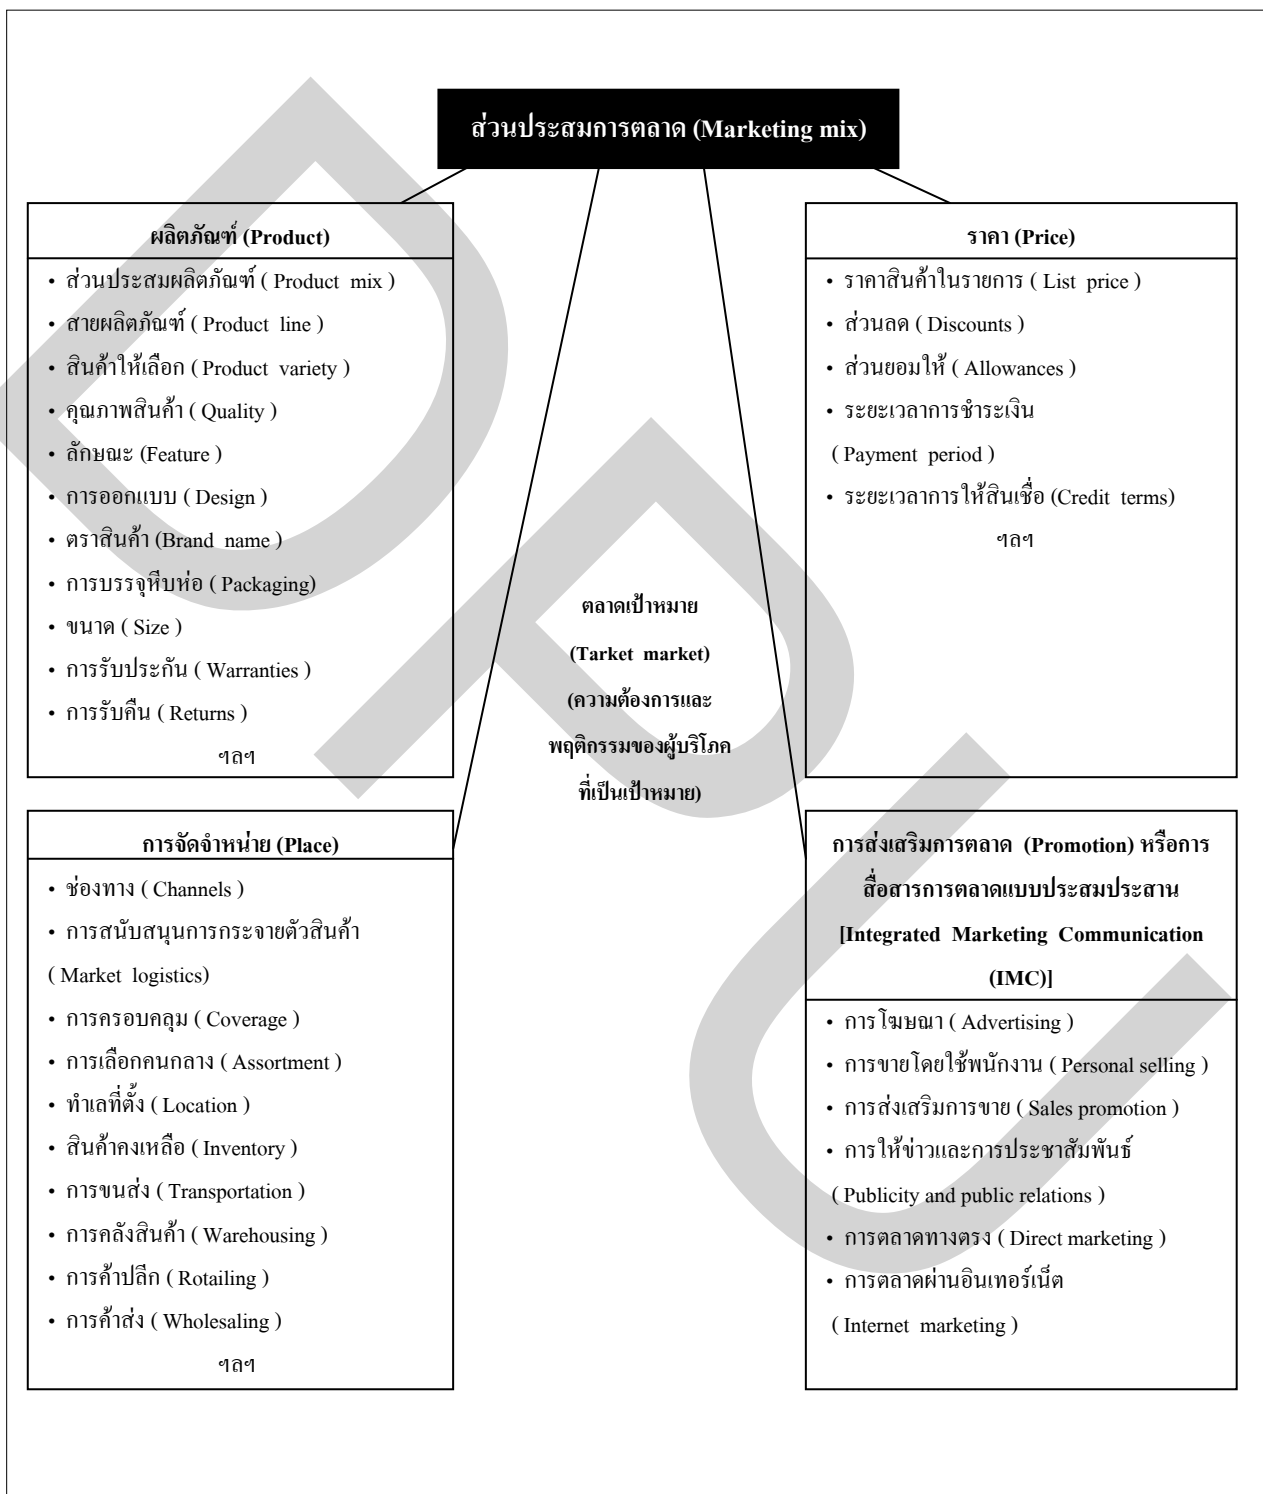 ส่วนประสมการตลาด (Marketing mix)
ผลิตภัณฑ์ (Product)
• ส่วนประสมผลิตภัณฑ์ ( Product mix )
• สายผลิตภัณฑ์ ( Product line )
• สินค้าให้เลือก ( Product variety )
• คุณภาพสินค้า ( Quality )
• ลักษณะ (Feature )
• การออกแบบ ( Design )
• ตราสินค้า (Brand name )
• การบรรจุหีบห่อ ( Packaging)
• ขนาด ( Size )
• การรับประกัน ( Warranties )
• การรับคืน ( Returns )
ฯลฯ
ราคา (Price)
• ราคาสินค้าในรายการ ( List price )
• ส่วนลด ( Discounts )
• ส่วนยอมให้ ( Allowances )
• ระยะเวลาการชำระเงิน
( Payment period )
• ระยะเวลาการให้สินเชื่อ (Credit terms)
ฯลฯ
ตลาดเป้าหมาย
(Tarket market)
(ความต้องการและ
พฤติกรรมของผู้บริโภค
ที่เป็นเป้าหมาย)
การจัดจำหน่าย (Place)
• ช่องทาง ( Channels )
• การสนับสนุนการกระจายตัวสินค้า
( Market logistics)
• การครอบคลุม ( Coverage )
• การเลือกคนกลาง ( Assortment )
• ทำเลที่ตั้ง ( Location )
• สินค้าคงเหลือ ( Inventory )
• การขนส่ง ( Transportation )
• การคลังสินค้า ( Warehousing )
• การค้าปลีก ( Rotailing )
• การค้าส่ง ( Wholesaling )
ฯลฯ
การส่งเสริมการตลาด (Promotion) หรือการ
สื่อสารการตลาดแบบประสมประสาน
[Integrated Marketing Communication
(IMC)]
• การโฆษณา ( Advertising )
• การขายโดยใช้พนักงาน ( Personal selling )
• การส่งเสริมการขาย ( Sales promotion )
• การให้ข่าวและการประชาสัมพันธ์
( Publicity and public relations )
• การตลาดทางตรง ( Direct marketing )
• การตลาดผ่านอินเทอร์เน็ต
( Internet marketing )
DPU